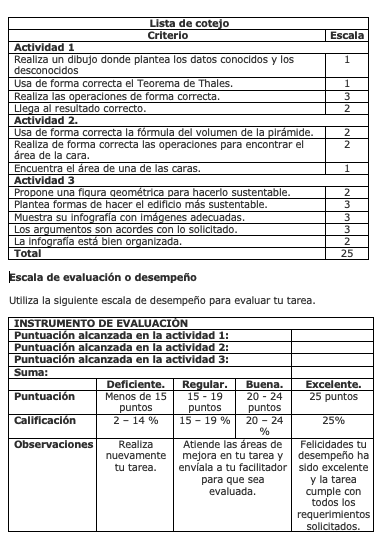 Lista de cotejo
Criterio Escala
Actividad 1
Realiza un dibujo donde plantea los datos conocidos y los 1
desconocidos
Usa de forma correcta el Teorema de Thales. 1
Realiza las operaciones de forma correcta. 3
Llega al resultado correcto. 2
Actividad 2.
Usa de forma correcta la fórmula del volumen de la pirámide. 2
Realiza de forma correcta las operaciones para encontrar el 2
área de la cara.
Encuentra el área de una de las caras. 1
Actividad 3
Propone una figura geométrica para hacerlo sustentable. 2
Plantea formas de hacer el edificio más sustentable. 3
Muestra su infografía con imágenes adecuadas. 3
Los argumentos son acordes con lo solicitado. 3
La infografía está bien organizada. 2
Total 25
Escala de evaluación o desempeño
Utiliza la siguiente escala de desempeño para evaluar tu tarea.
INSTRUMENTO DE EVALUACIÓN
Puntuación alcanzada en la actividad 1:
Puntuación alcanzada en la actividad 2:
Puntuación alcanzada en la actividad 3:
Suma:
Deficiente. Regular. Buena. Excelente.
Puntuación Menos de 15 15 - 19 20 - 24 25 puntos
puntos puntos puntos
Calificación 2 – 14 % 15 – 19 % 20 – 24 25%
%
Observaciones Realiza Atiende las áreas de Felicidades tu
nuevamente mejora en tu tarea y desempeño ha
tu tarea. envíala a tu facilitador sido excelente
para que sea y la tarea
evaluada. cumple con
todos los
requerimientos
solicitados.